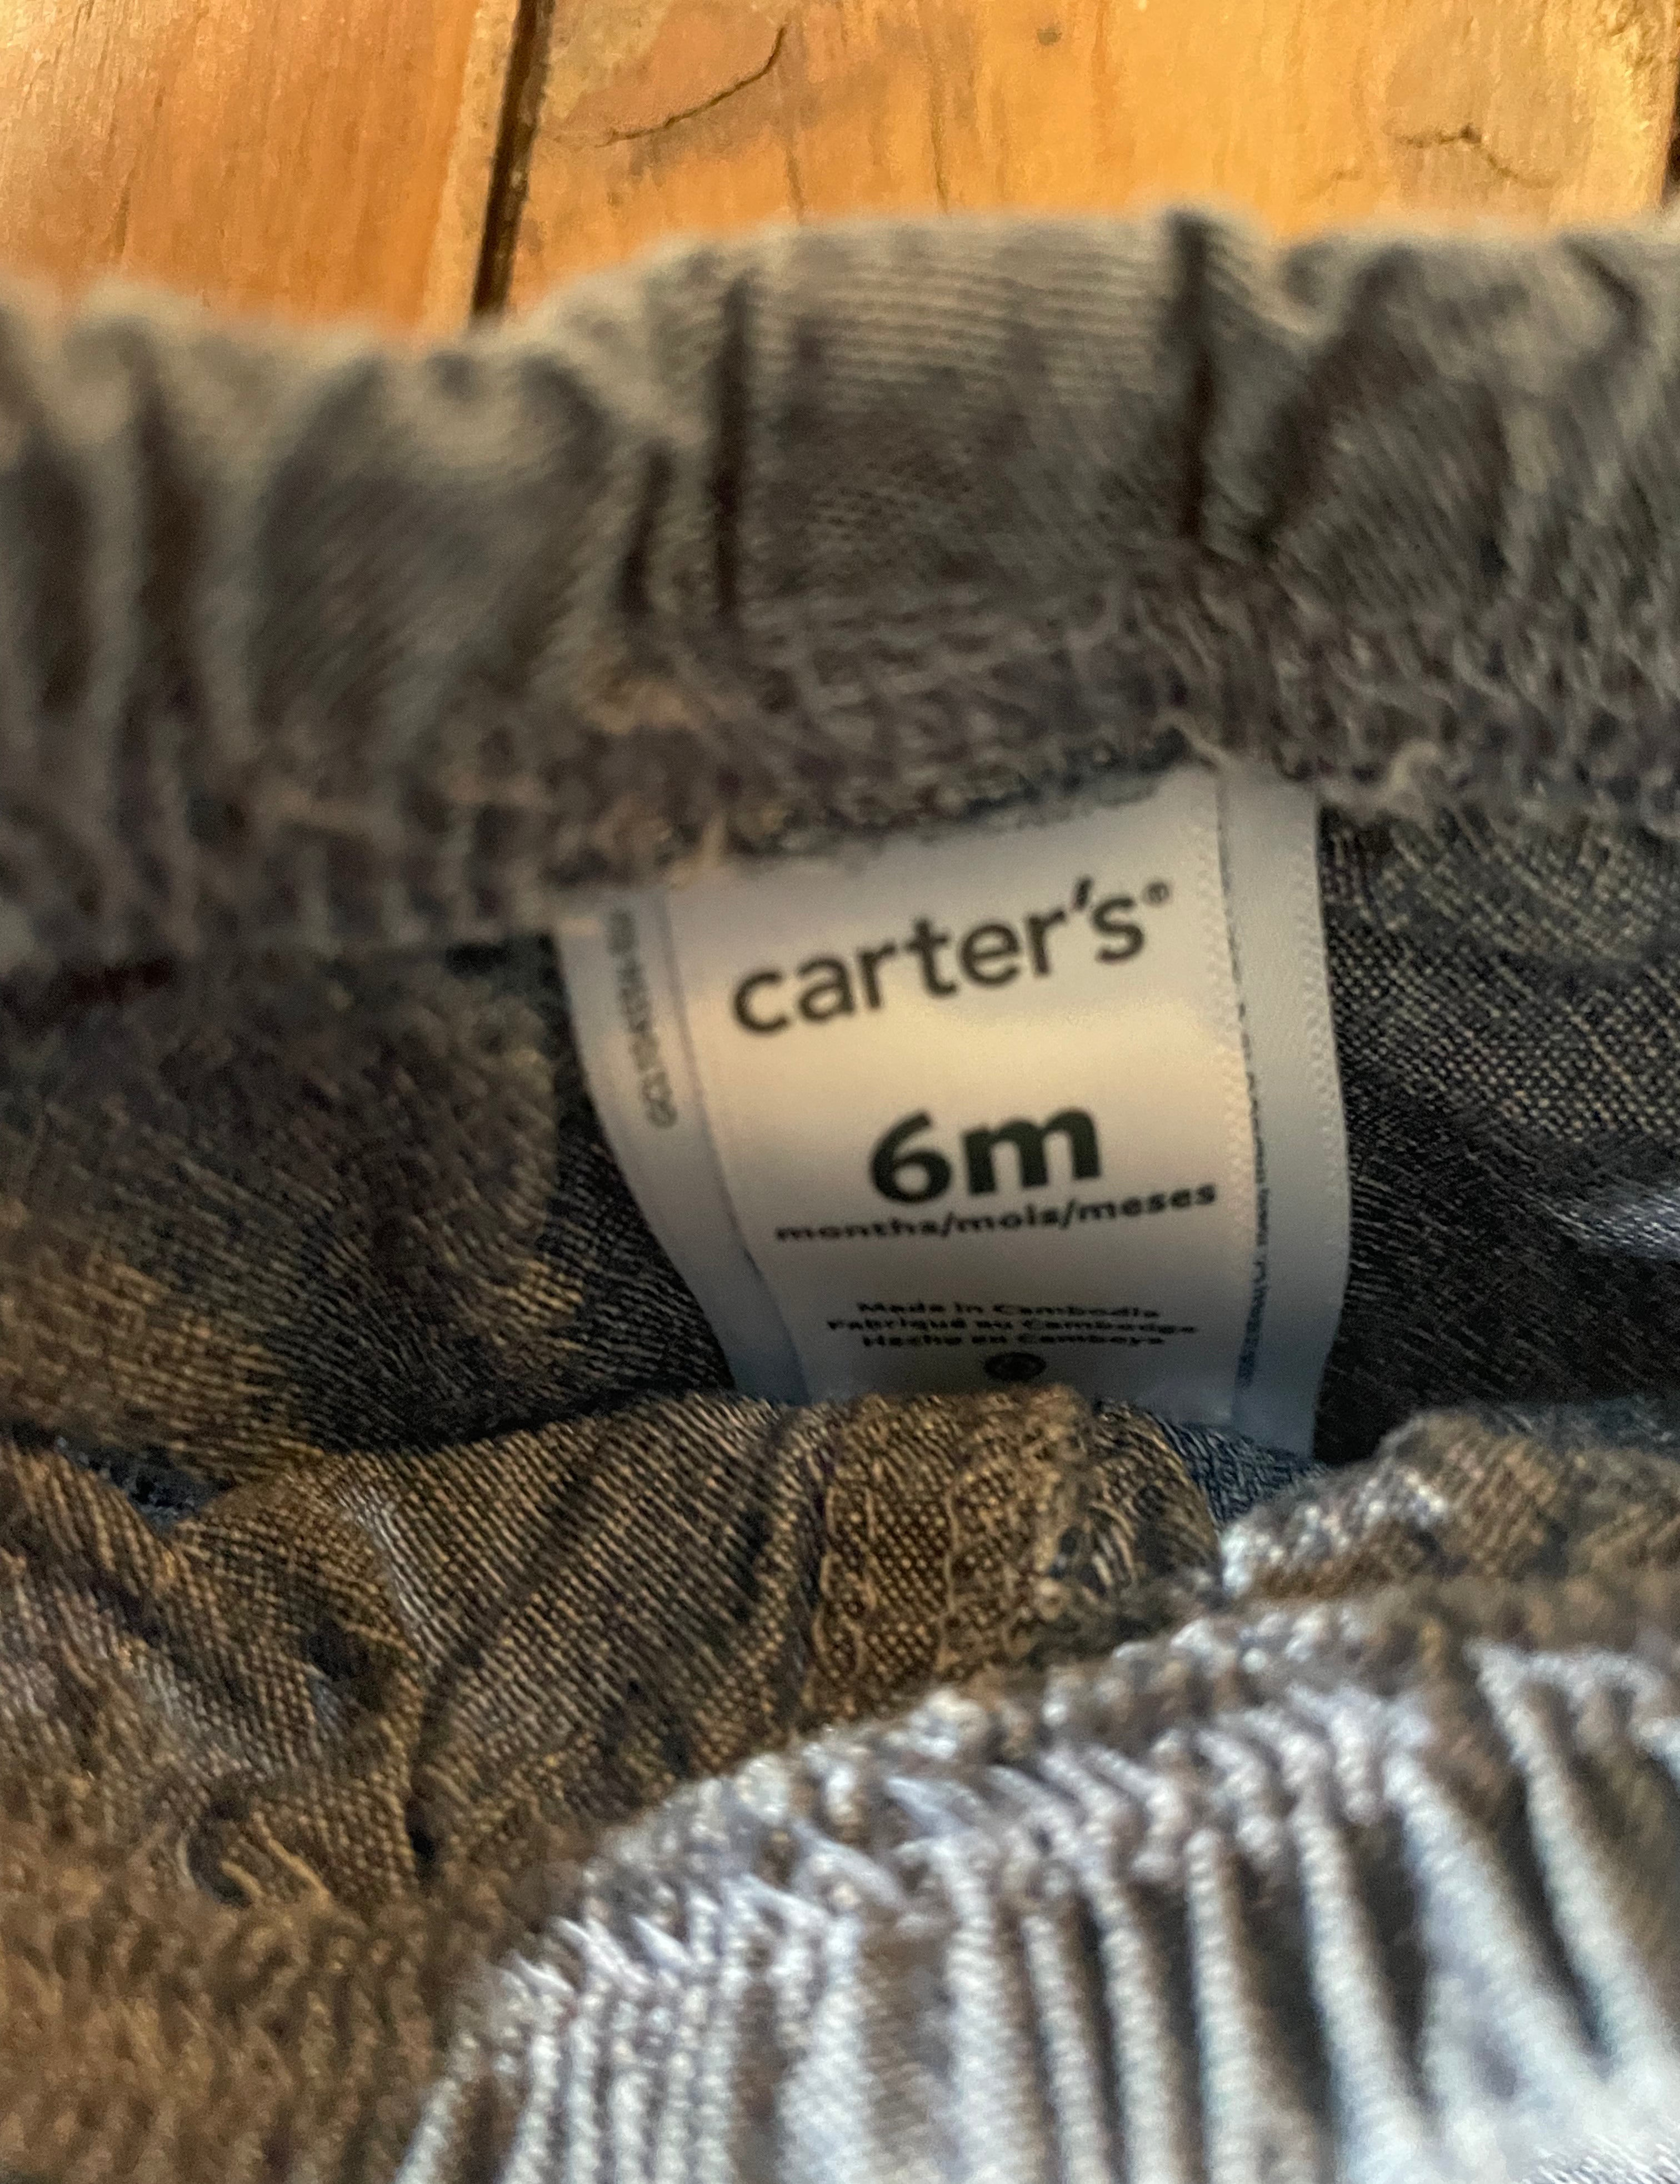 carter's®
6m
months/mois/meses
Made in Cambodia
Fabriqué au Cambodge
Hecho en Camboya